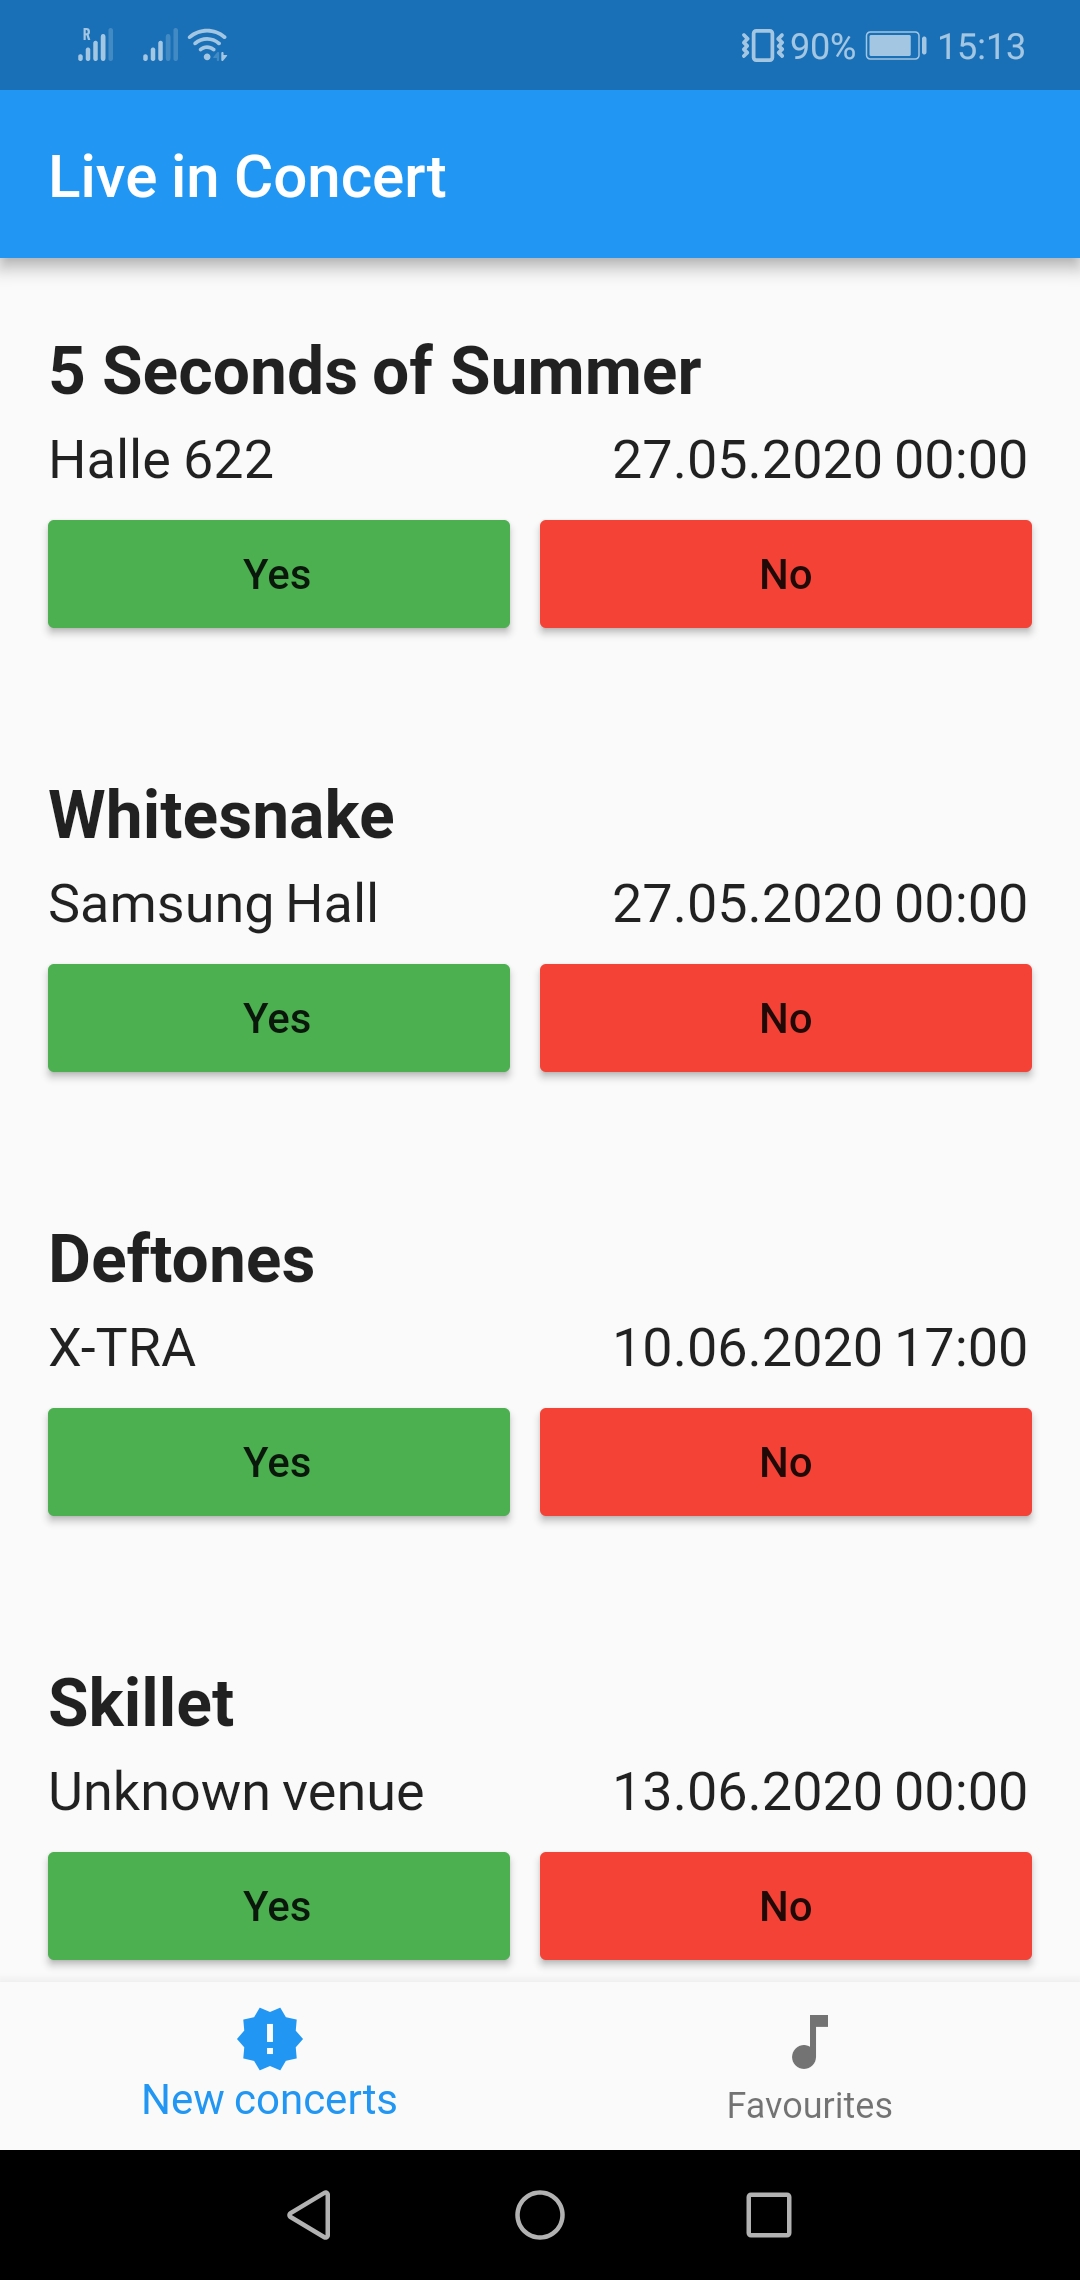 R 90% 15:13
Live in Concert
5 Seconds of Summer
Halle 622 27.05.2020 00:00
Yes No
Whitesnake
Samsung Hall 27.05.2020 00:00
Yes No
Deftones
X-TRA 10.06.2020 17:00
Yes No
Skillet
Unknown venue 13.06.2020 00:00
Yes No
New concerts Favourites